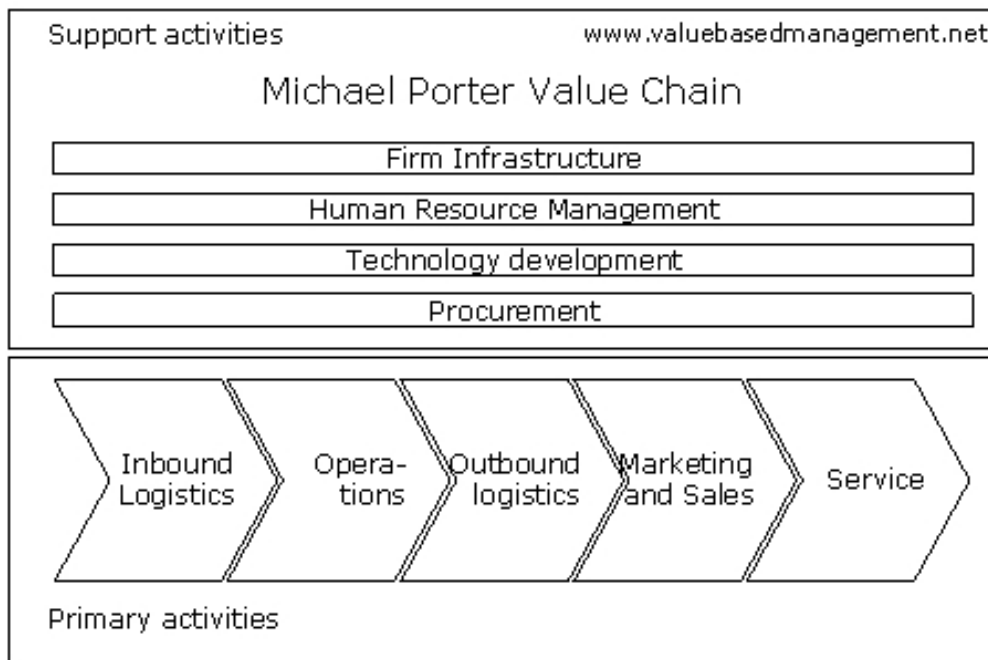 Support activities
www.valuebasedmanagement.net
Michael Porter Value Chain
Firm Infrastructure
Human Resource Management
Technology development
Procurement
Inbound
Logistics
Opera-
tions
Outbound
logistics
Marketing
and Sales
Service
Primary activities